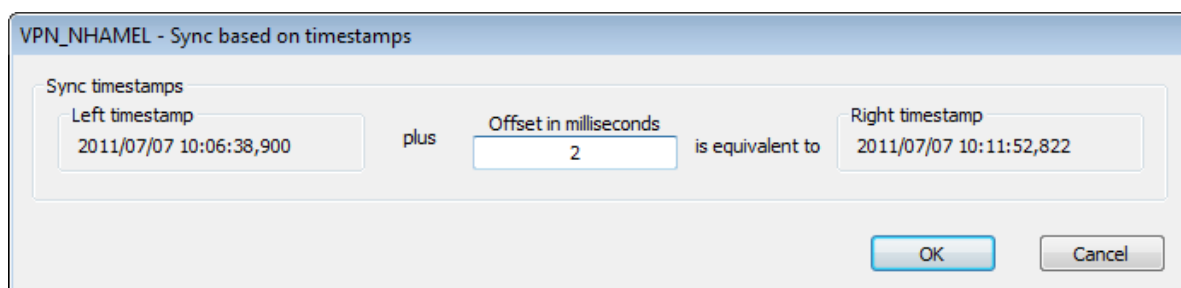 VPN_NHAMEL - Sync based on timestamps
Sync timestamps
Left timestamp
2011/07/07 10:06:38,900
plus
Offset in milliseconds
2
is equivalent to
Right timestamp
2011/07/07 10:11:52,822
OK
Cancel